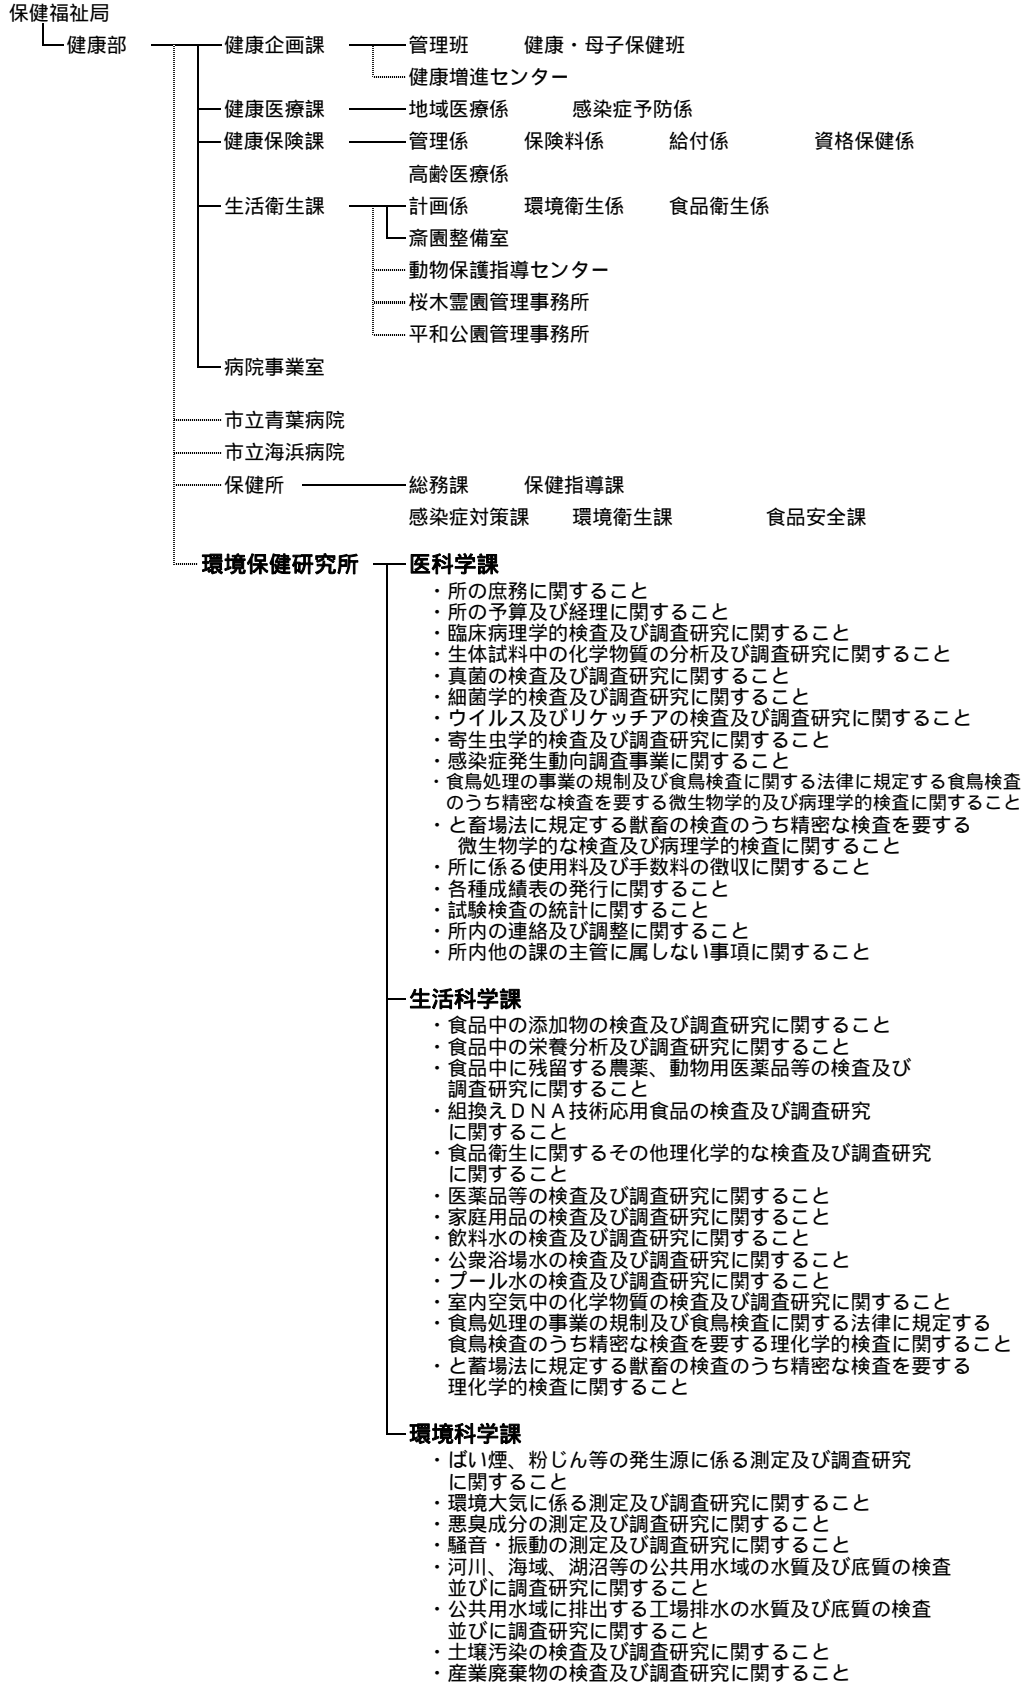 保健福祉局
健康部 健康企画課 管理班 健康・母子保健班
健康増進センター
健康医療課 地域医療係 感染症予防係
健康保険課 管理係 保険料係 給付係 資格保健係
高齢医療係
生活衛生課 計画係 環境衛生係 食品衛生係
斎園整備室
動物保護指導センター
桜木霊園管理事務所
平和公園管理事務所
病院事業室
市立青葉病院
市立海浜病院
保健所 総務課 保健指導課
感染症対策課 環境衛生課 食品安全課
環境保健研究所 医科学課
・所の庶務に関すること
・所の予算及び経理に関すること
・臨床病理学的検査及び調査研究に関すること
・生体試料中の化学物質の分析及び調査研究に関すること
・真菌の検査及び調査研究に関すること
・細菌学的検査及び調査研究に関すること
・ウイルス及びリケッチアの検査及び調査研究に関すること
・寄生虫学的検査及び調査研究に関すること
・感染症発生動向調査事業に関すること
・食鳥処理の事業の規制及び食鳥検査に関する法律に規定する食鳥検査
のうち精密な検査を要する微生物学的及び病理学的検査に関すること
・と畜場法に規定する獣畜の検査のうち精密な検査を要する
微生物学的な検査及び病理学的検査に関すること
・所に係る使用料及び手数料の徴収に関すること
・各種成績表の発行に関すること
・試験検査の統計に関すること
・所内の連絡及び調整に関すること
・所内他の課の主管に属しない事項に関すること
生活科学課
・食品中の添加物の検査及び調査研究に関すること
・食品中の栄養分析及び調査研究に関すること
・食品中に残留する農薬、動物用医薬品等の検査及び
調査研究に関すること
・組換えＤＮＡ技術応用食品の検査及び調査研究
に関すること
・食品衛生に関するその他理化学的な検査及び調査研究
に関すること
・医薬品等の検査及び調査研究に関すること
・家庭用品の検査及び調査研究に関すること
・飲料水の検査及び調査研究に関すること
・公衆浴場水の検査及び調査研究に関すること
・プール水の検査及び調査研究に関すること
・室内空気中の化学物質の検査及び調査研究に関すること
・食鳥処理の事業の規制及び食鳥検査に関する法律に規定する
食鳥検査のうち精密な検査を要する理化学的検査に関すること
・と蓄場法に規定する獣畜の検査のうち精密な検査を要する
理化学的検査に関すること
環境科学課
・ばい煙、粉じん等の発生源に係る測定及び調査研究
に関すること
・環境大気に係る測定及び調査研究に関すること
・悪臭成分の測定及び調査研究に関すること
・騒音・振動の測定及び調査研究に関すること
・河川、海域、湖沼等の公共用水域の水質及び底質の検査
並びに調査研究に関すること
・公共用水域に排出する工場排水の水質及び底質の検査
並びに調査研究に関すること
・土壌汚染の検査及び調査研究に関すること
・産業廃棄物の検査及び調査研究に関すること